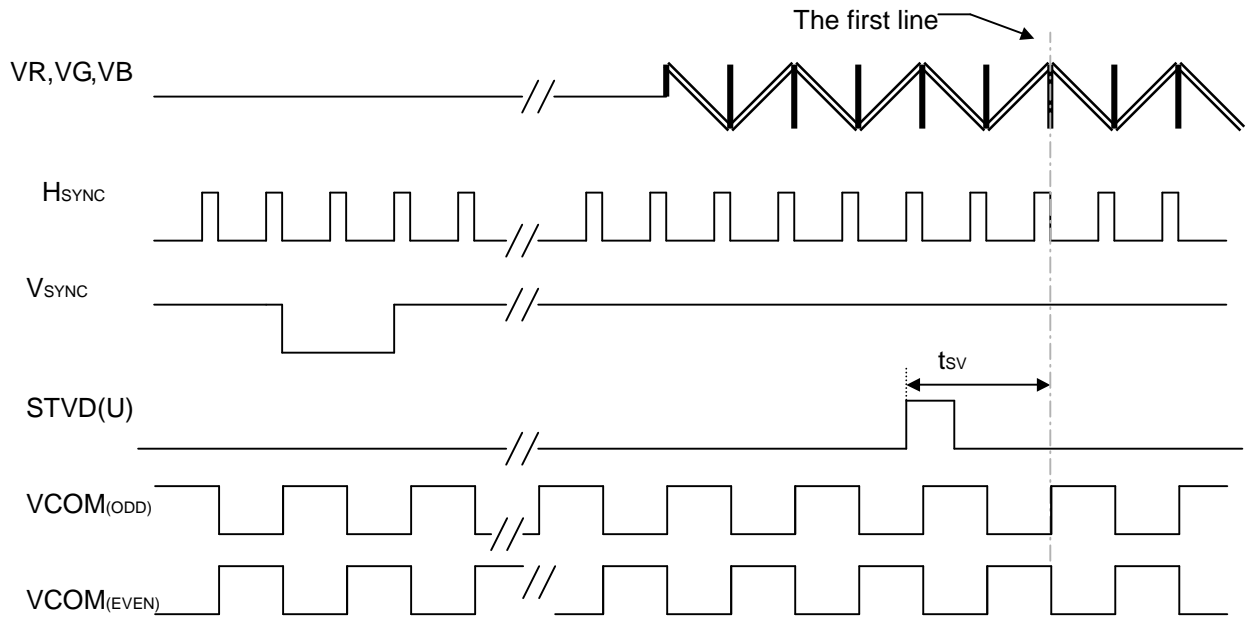 The first line
VR,VG,VB
HSYNC
VSYNC
tSV
STVD(U)
VCOM(ODD)
VCOM(EVEN)